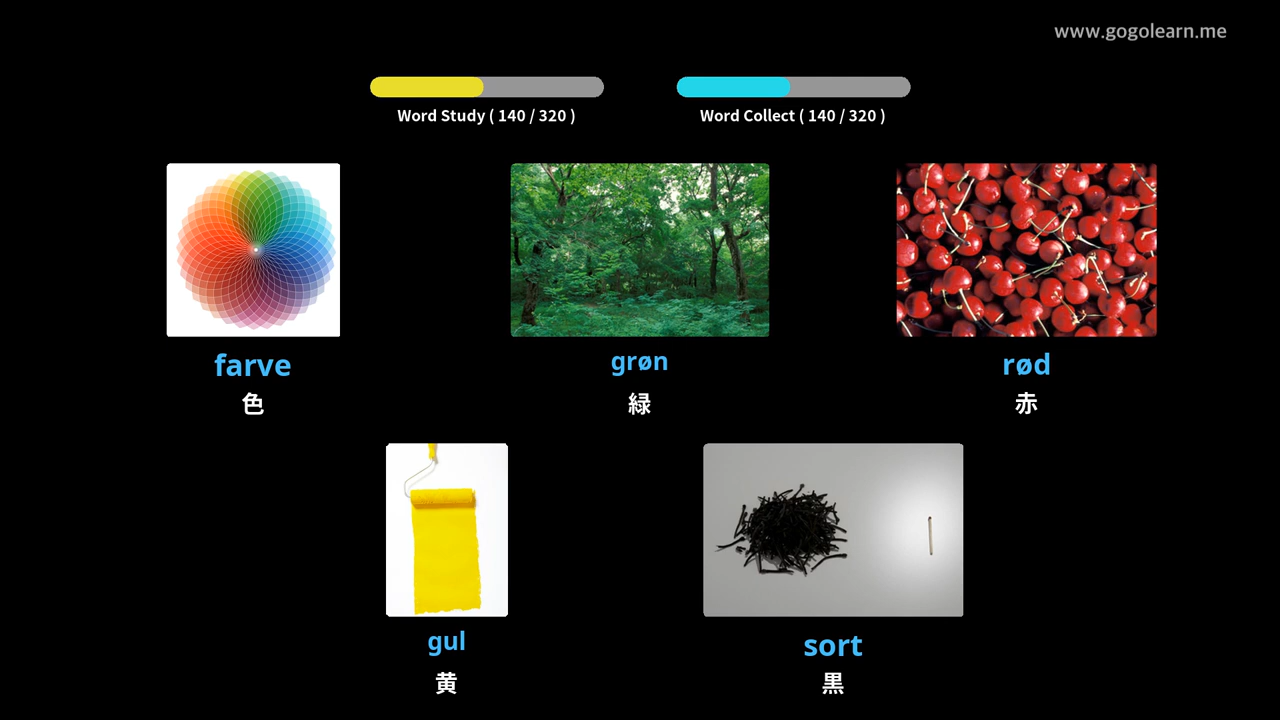 www.gogolearn.me
Word Study ( 140 / 320 )
Word Collect ( 140 / 320 )
farve
色
grøn
緑
rød
赤
gul
黄
sort
黒